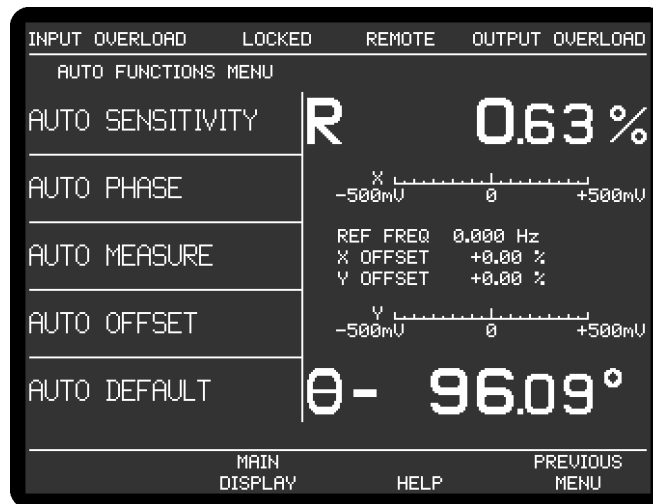 INPUT OVERLOAD LOCKED REMOTE OUTPUT OVERLOAD
AUTO FUNCTIONS MENU
AUTO SENSITIVITY
AUTO PHASE
AUTO MEASURE
AUTO OFFSET
AUTO DEFAULT
R 0.63 %
X
-500mV 0 +500mV
REF FREQ 0.000 Hz
X OFFSET +0.00 %
Y OFFSET +0.00 %
Y
-500mV 0 +500mV
θ- 96.09°
MAIN DISPLAY
HELP
PREVIOUS MENU